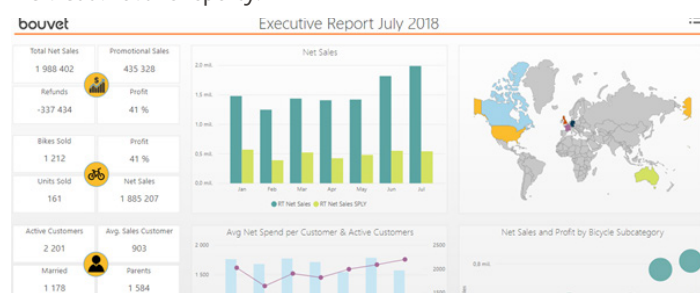 bouvet
Executive Report July 2018
Total Net Sales
Promotional Sales
1 988 402
435 328
Refunds
Profit
-337 434
41 %
Bikes Sold
Profit
1 212
41 %
Units Sold
Net Sales
161
1 885 207
Active Customers
Avg. Sales Customer
2 201
903
Married
Parents
1 178
1 584
Net Sales
2,0 mil.
1,5 mil.
1,0 mil.
0,5 mil.
0,0 mil.
Jan Feb Mar Apr May Jun Jul
RT Net Sales RT Net Sales SPLY
Avg Net Spend per Customer & Active Customers
2 000
2500
1 500
2000
Net Sales and Profit by Bicycle Subcategory
0,8 mil.